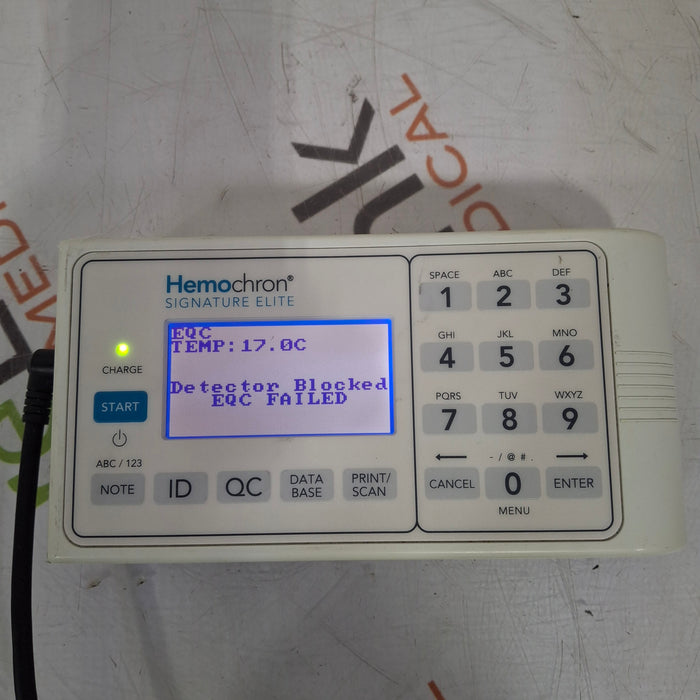 Hemochron®
SIGNATURE ELITE
EQC
TEMP:17.0C
Detector Blocked
EQC FAILED
CHARGE
START
ABC / 123
NOTE
ID
QC
DATA
BASE
PRINT/
SCAN
SPACE
1
ABC
2
DEF
3
GHI
4
JKL
5
MNO
6
PQRS
7
TUV
8
WXYZ
9
- / @ # .
CANCEL
0
ENTER
MENU
MEDICAL
MEDI